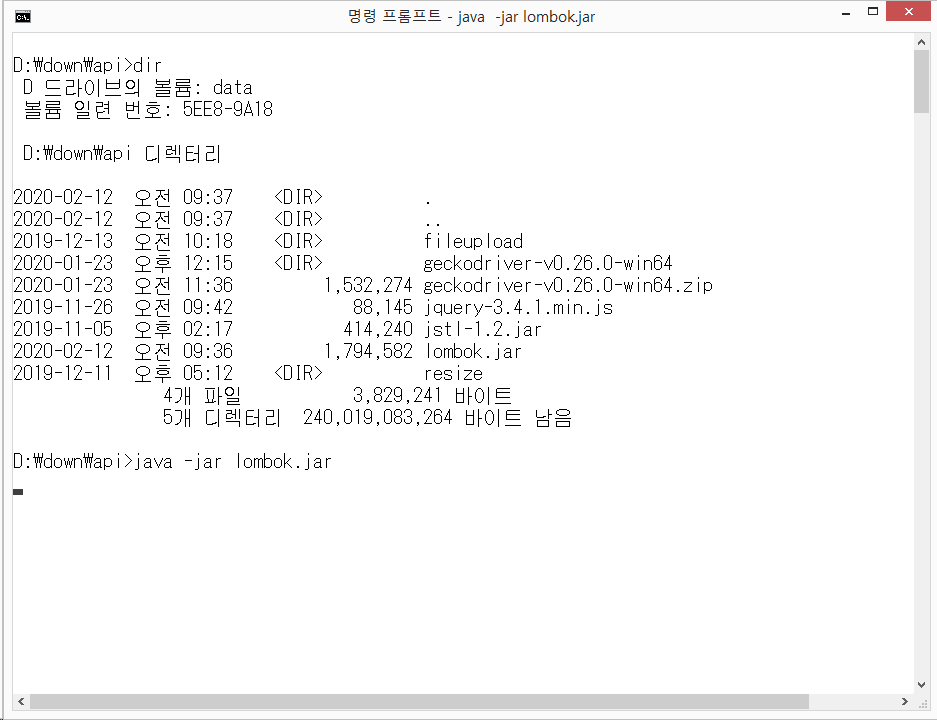 명령 프롬프트 - java -jar lombok.jar
D:₩down₩api>dir
D 드라이브의 볼륨: data
볼륨 일련 번호: 5EE8-9A18
D:₩down₩api 디렉터리
2020-02-12 오전 09:37 <DIR> .
2020-02-12 오전 09:37 <DIR> ..
2019-12-13 오전 10:18 <DIR> fileupload
2020-01-23 오후 12:15 <DIR> geckodriver-v0.26.0-win64
2020-01-23 오전 11:36 1,532,274 geckodriver-v0.26.0-win64.zip
2019-11-26 오전 09:42 88,145 jquery-3.4.1.min.js
2019-11-05 오후 02:17 414,240 jstl-1.2.jar
2020-02-12 오전 09:36 1,794,582 lombok.jar
2019-12-11 오후 05:12 <DIR> resize
4개 파일 3,829,241 바이트
5개 디렉터리 240,019,083,264 바이트 남음
D:₩down₩api>java -jar lombok.jar